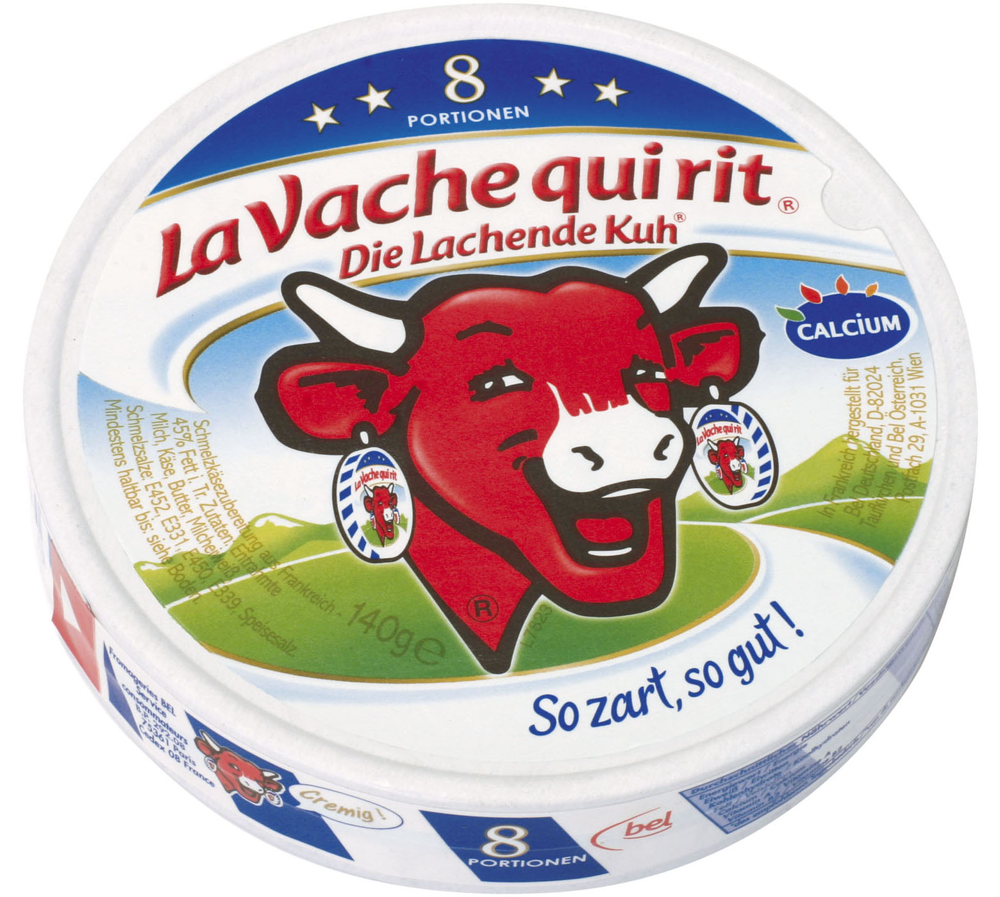 8
PORTIONEN
La Vache qui rit®
Die Lachende Kuh®
CALCiUM
La Vache qui rit
La Vache qui rit
Schmelzkäsezubereitung aus Frankreich -
45% Fett i. Tr. Zutaten: Entrahmte
Milch, Käse, Butter, Milcheiweiß,
Schmelzsalze: E452, E331, E450, E339, Speisesalz.
Mindestens haltbar bis: siehe Boden.
140g e
In Frankreich hergestellt für
Bel Deutschland, D-82024
Taufkirchen und Bel Österreich,
Postfach 29, A-1031 Wien
®
L7823
So zart, so gut!
Fromageries BEL
Service
consommateurs
B.P. 292-08
75361 Paris
Cedex 08 France
Cremig!
8
PORTIONEN
bel